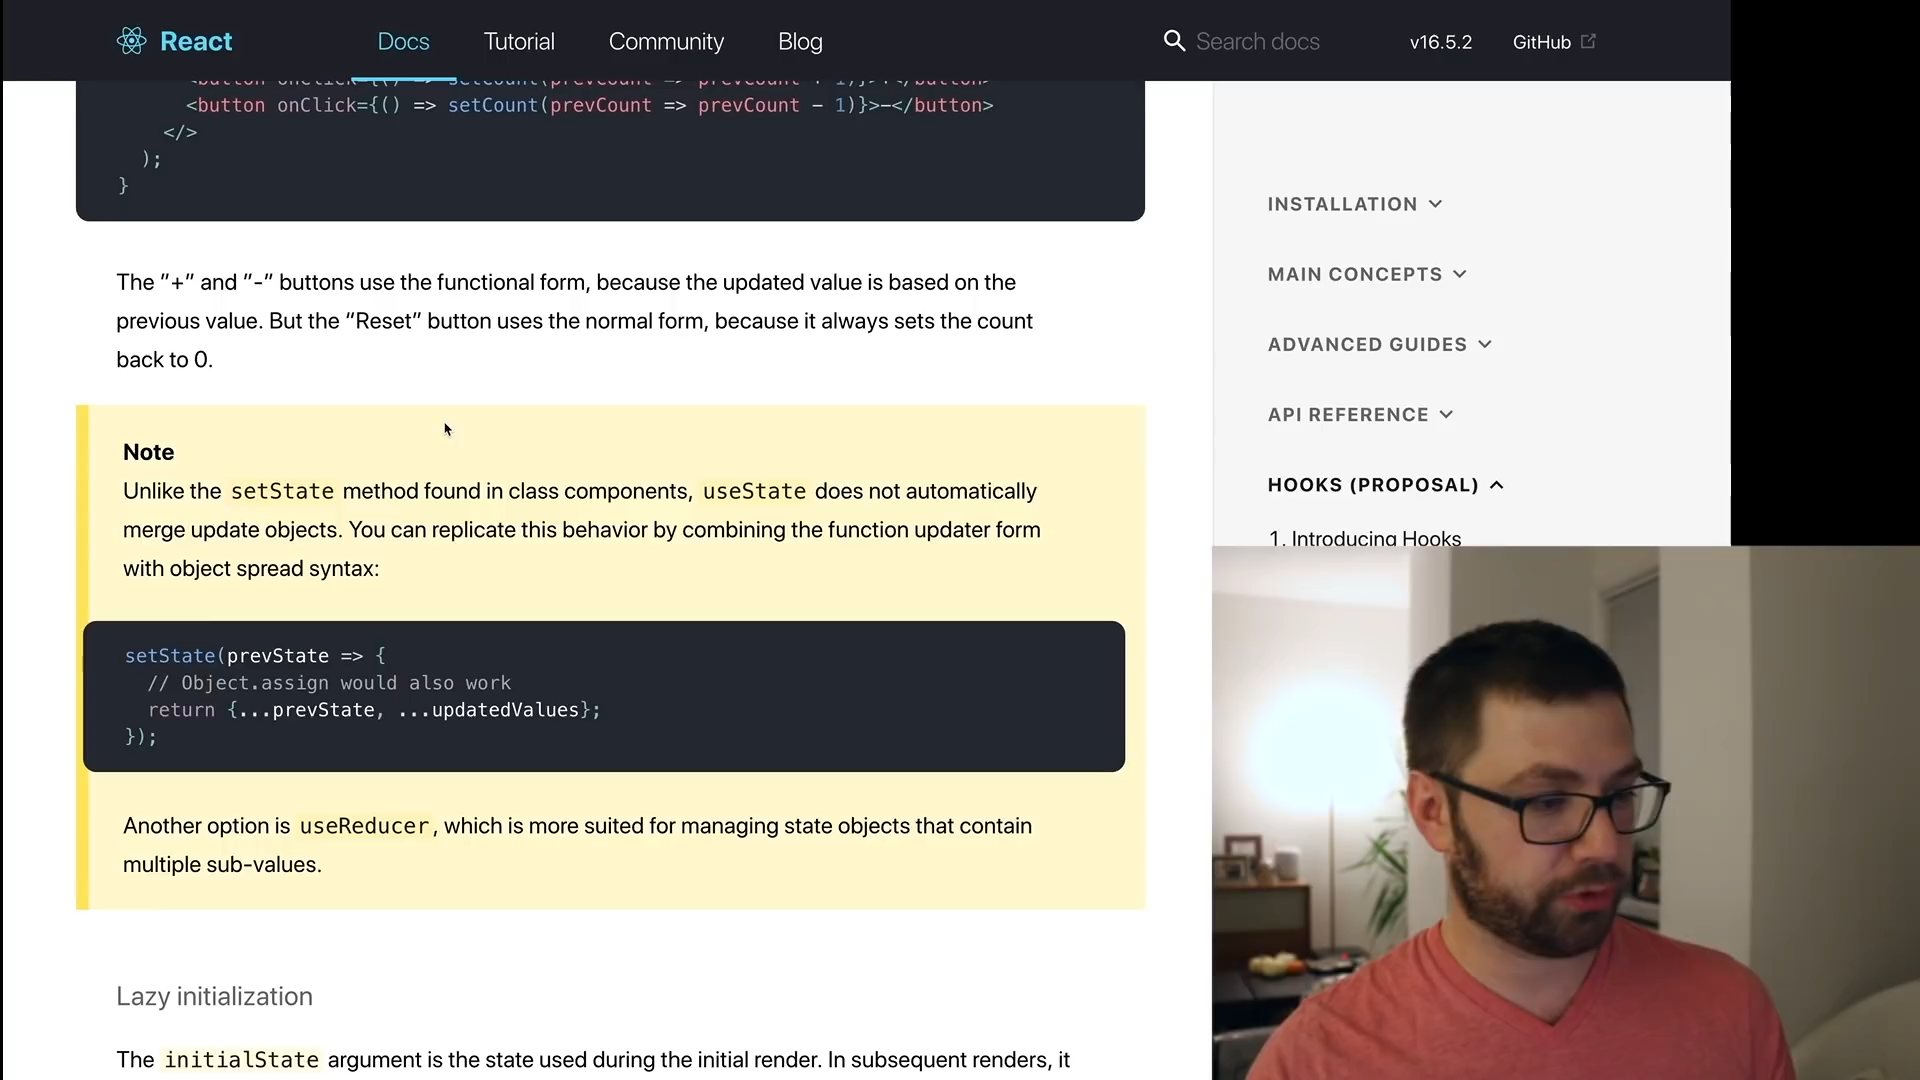 React
Docs
Tutorial
Community
Blog
Search docs
v16.5.2
GitHub
<button onClick={() => setCount(prevCount => prevCount + 1)}>+</button>
<button onClick={() => setCount(prevCount => prevCount - 1)}>-</button>
</>
);
}
The "+" and "-" buttons use the functional form, because the updated value is based on the
previous value. But the "Reset" button uses the normal form, because it always sets the count
back to 0.
Note
Unlike the setState method found in class components, useState does not automatically
merge update objects. You can replicate this behavior by combining the function updater form
with object spread syntax:
setState(prevState => {
// Object.assign would also work
return {...prevState, ...updatedValues};
});
Another option is useReducer, which is more suited for managing state objects that contain
multiple sub-values.
Lazy initialization
The initialState argument is the state used during the initial render. In subsequent renders, it
INSTALLATION
MAIN CONCEPTS
ADVANCED GUIDES
API REFERENCE
HOOKS (PROPOSAL)
1. Introducing Hooks